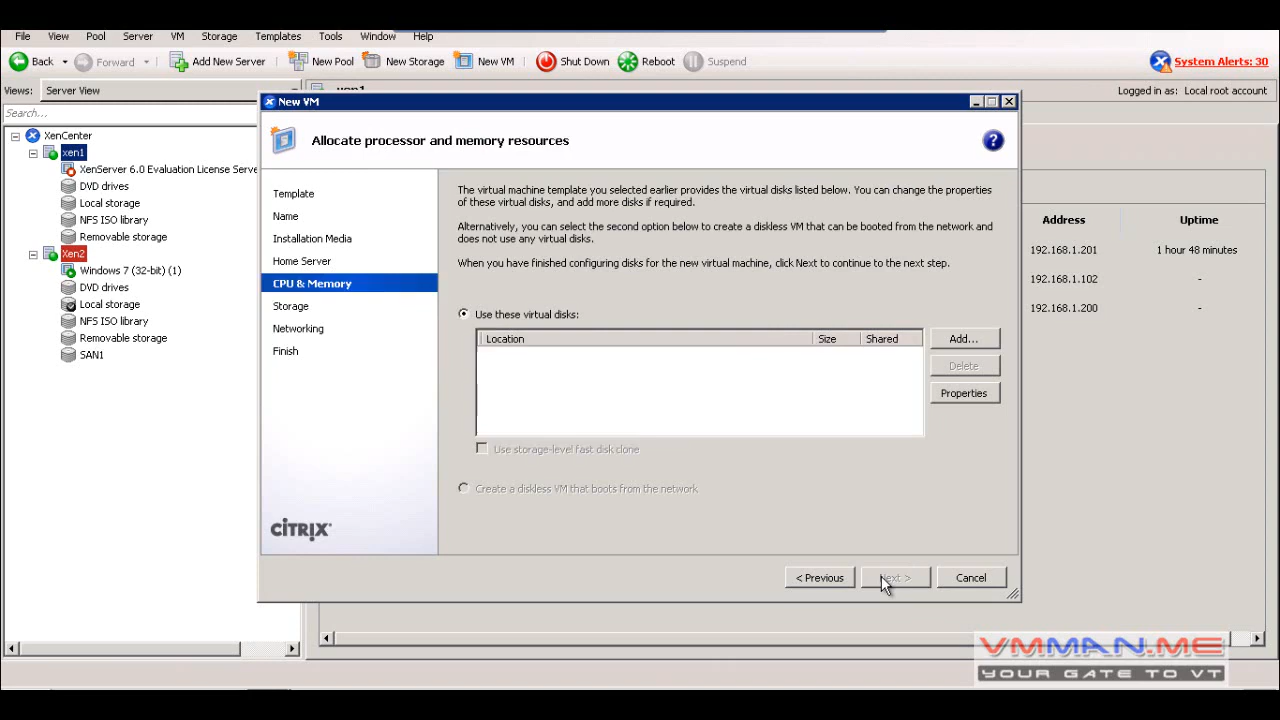 File View Pool Server VM Storage Templates Tools Window Help
Back Forward Add New Server New Pool New Storage New VM Shut Down Reboot Suspend System Alerts: 30
Views: Server View Logged in as: Local root account
Search...
XenCenter
xen1
XenServer 6.0 Evaluation License Serve
DVD drives
Local storage
NFS ISO library
Removable storage
Xen2
Windows 7 (32-bit) (1)
DVD drives
Local storage
NFS ISO library
Removable storage
SAN1
New VM
Allocate processor and memory resources
?
Template
Name
Installation Media
Home Server
CPU & Memory
Storage
Networking
Finish
CITRIX
The virtual machine template you selected earlier provides the virtual disks listed below. You can change the properties
of these virtual disks, and add more disks if required.
Alternatively, you can select the second option below to create a diskless VM that can be booted from the network and
does not use any virtual disks.
When you have finished configuring disks for the new virtual machine, click Next to continue to the next step.
Use these virtual disks:
Location Size Shared
Add...
Delete
Properties
Use storage-level fast disk clone
Create a diskless VM that boots from the network
< Previous Next > Cancel
Address Uptime
192.168.1.201 1 hour 48 minutes
192.168.1.102 -
192.168.1.200 -
VMMAN.ME
YOUR GATE TO VT